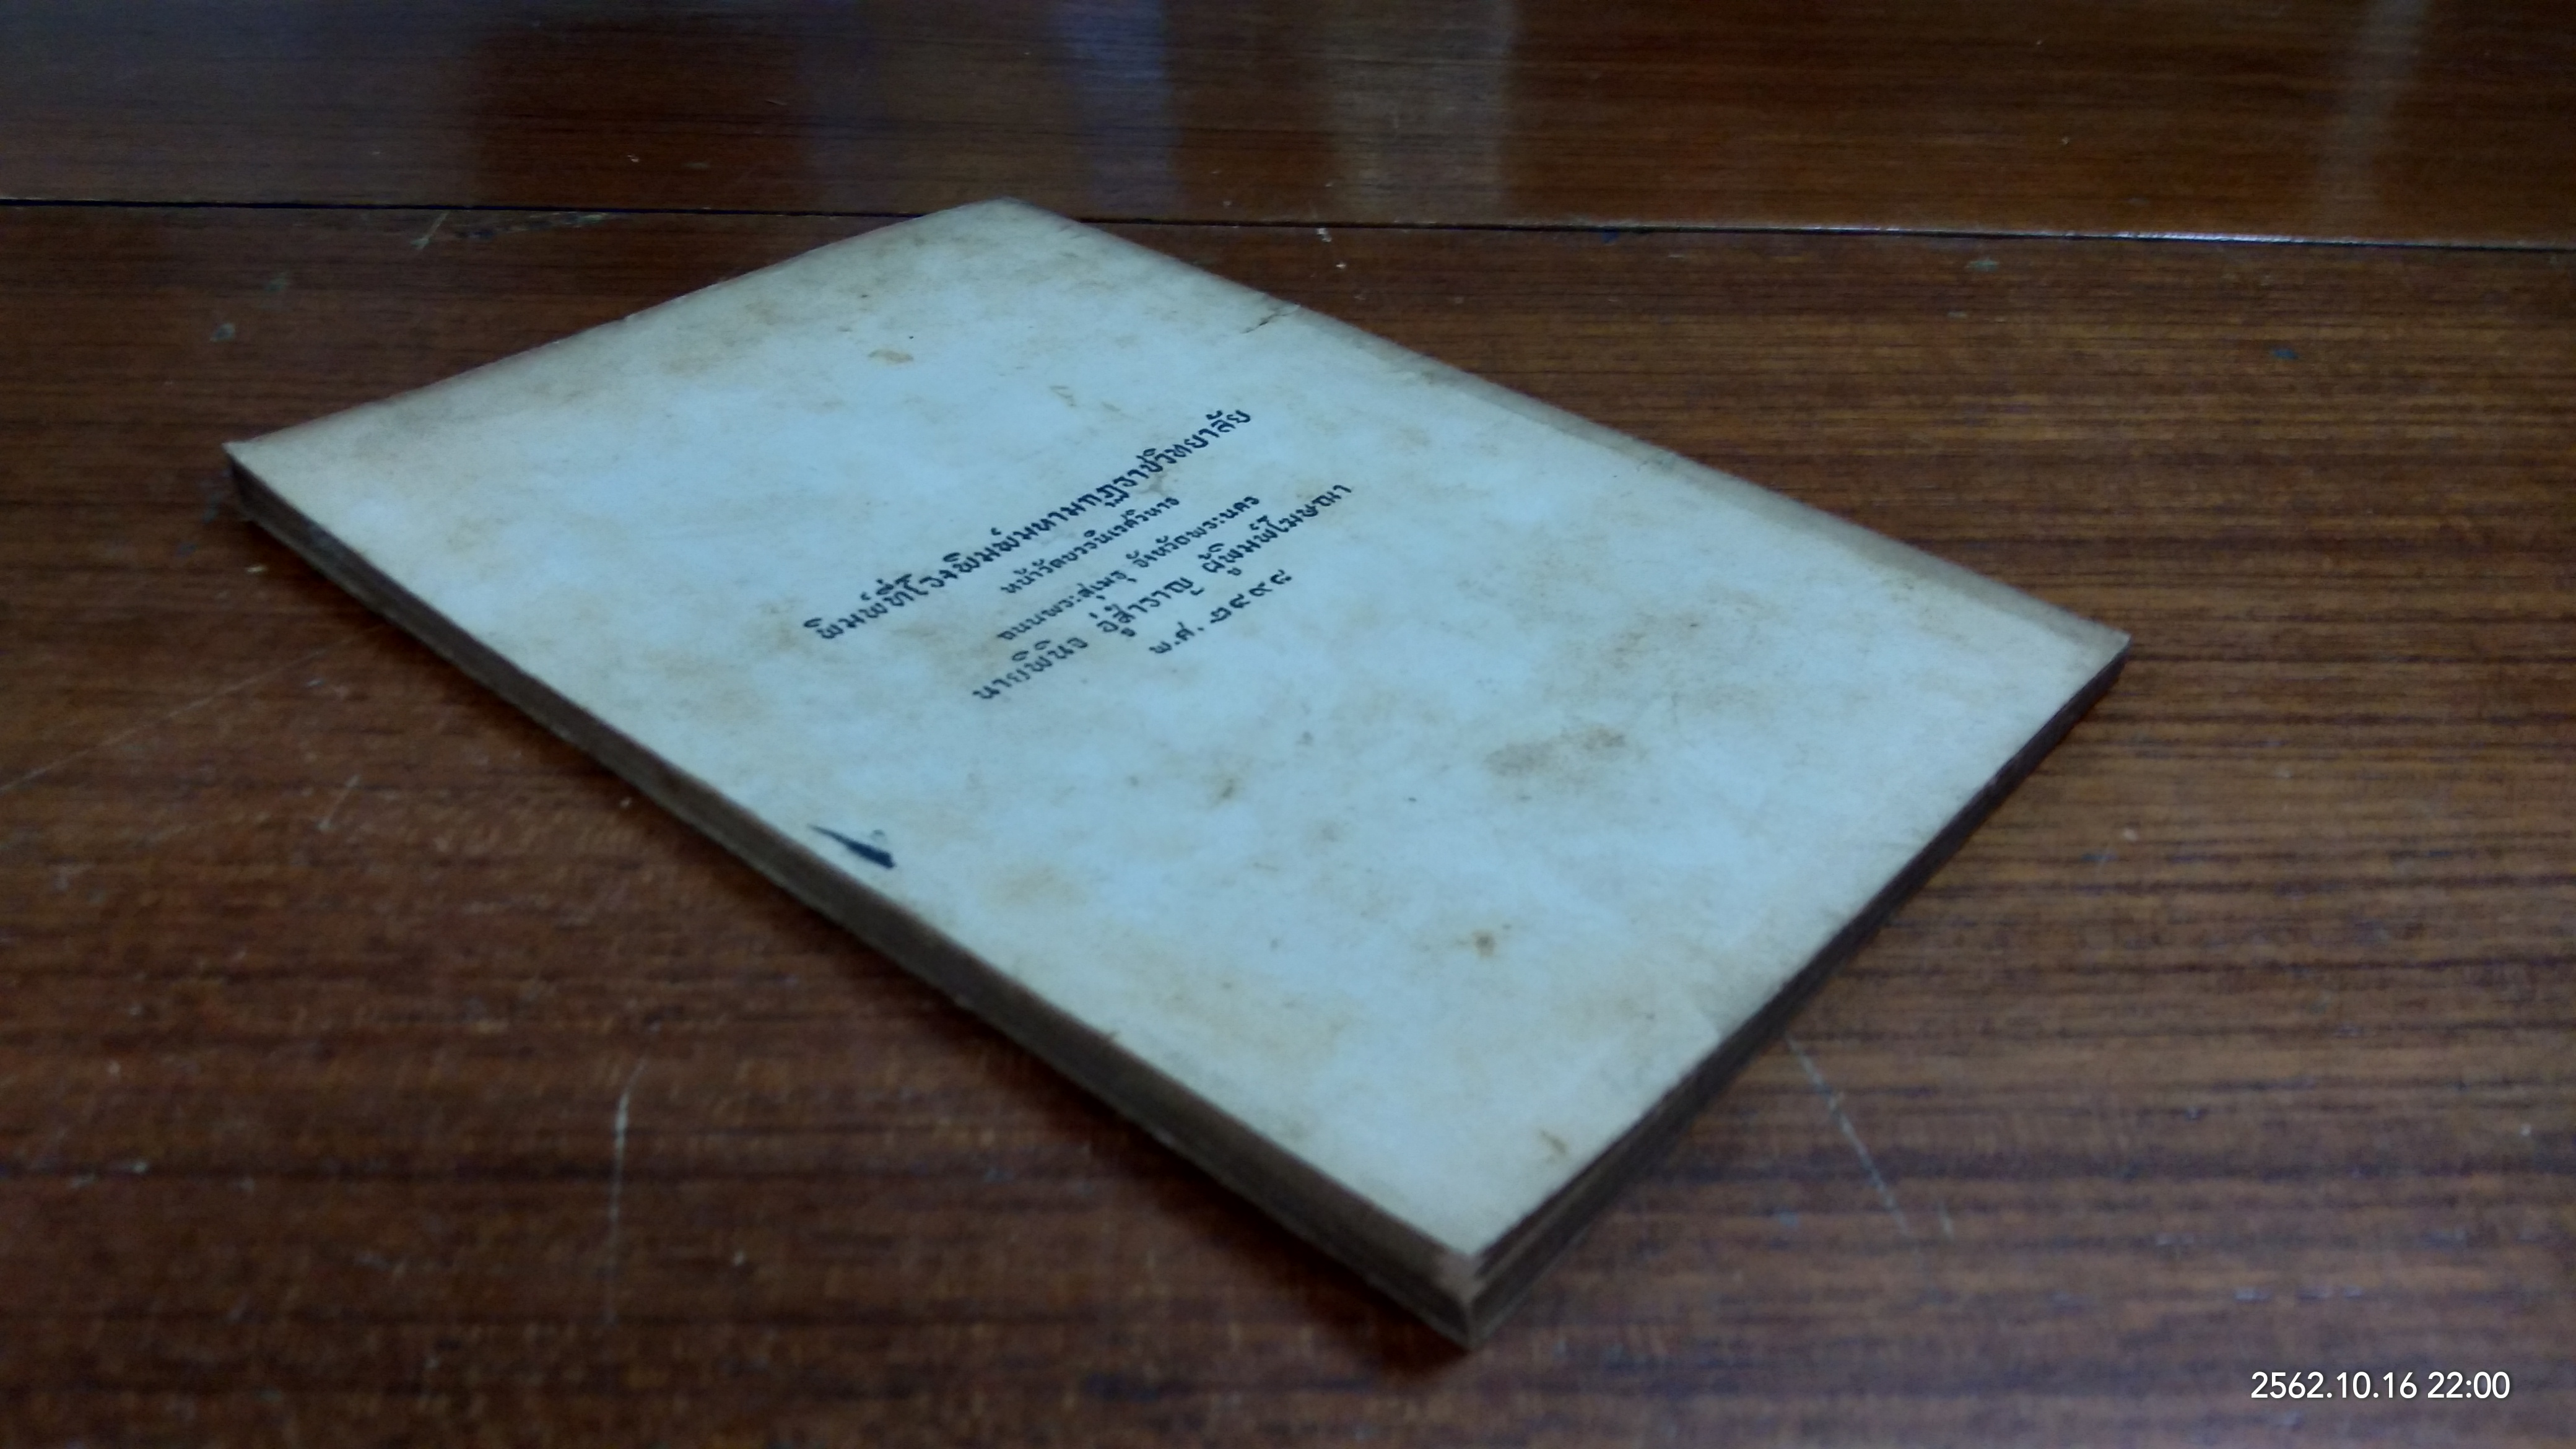 พิมพ์ที่โรงพิมพ์มหามกุฏราชวิทยาลัย
หน้าวัดบวรนิเวศวิหาร
ถนนพระสุเมรุ จังหวัดพระนคร
นายพินิจ อู่สำราญ ผู้พิมพ์โฆษณา
พ.ศ. ๒๔๙๘
2562.10.16 22:00